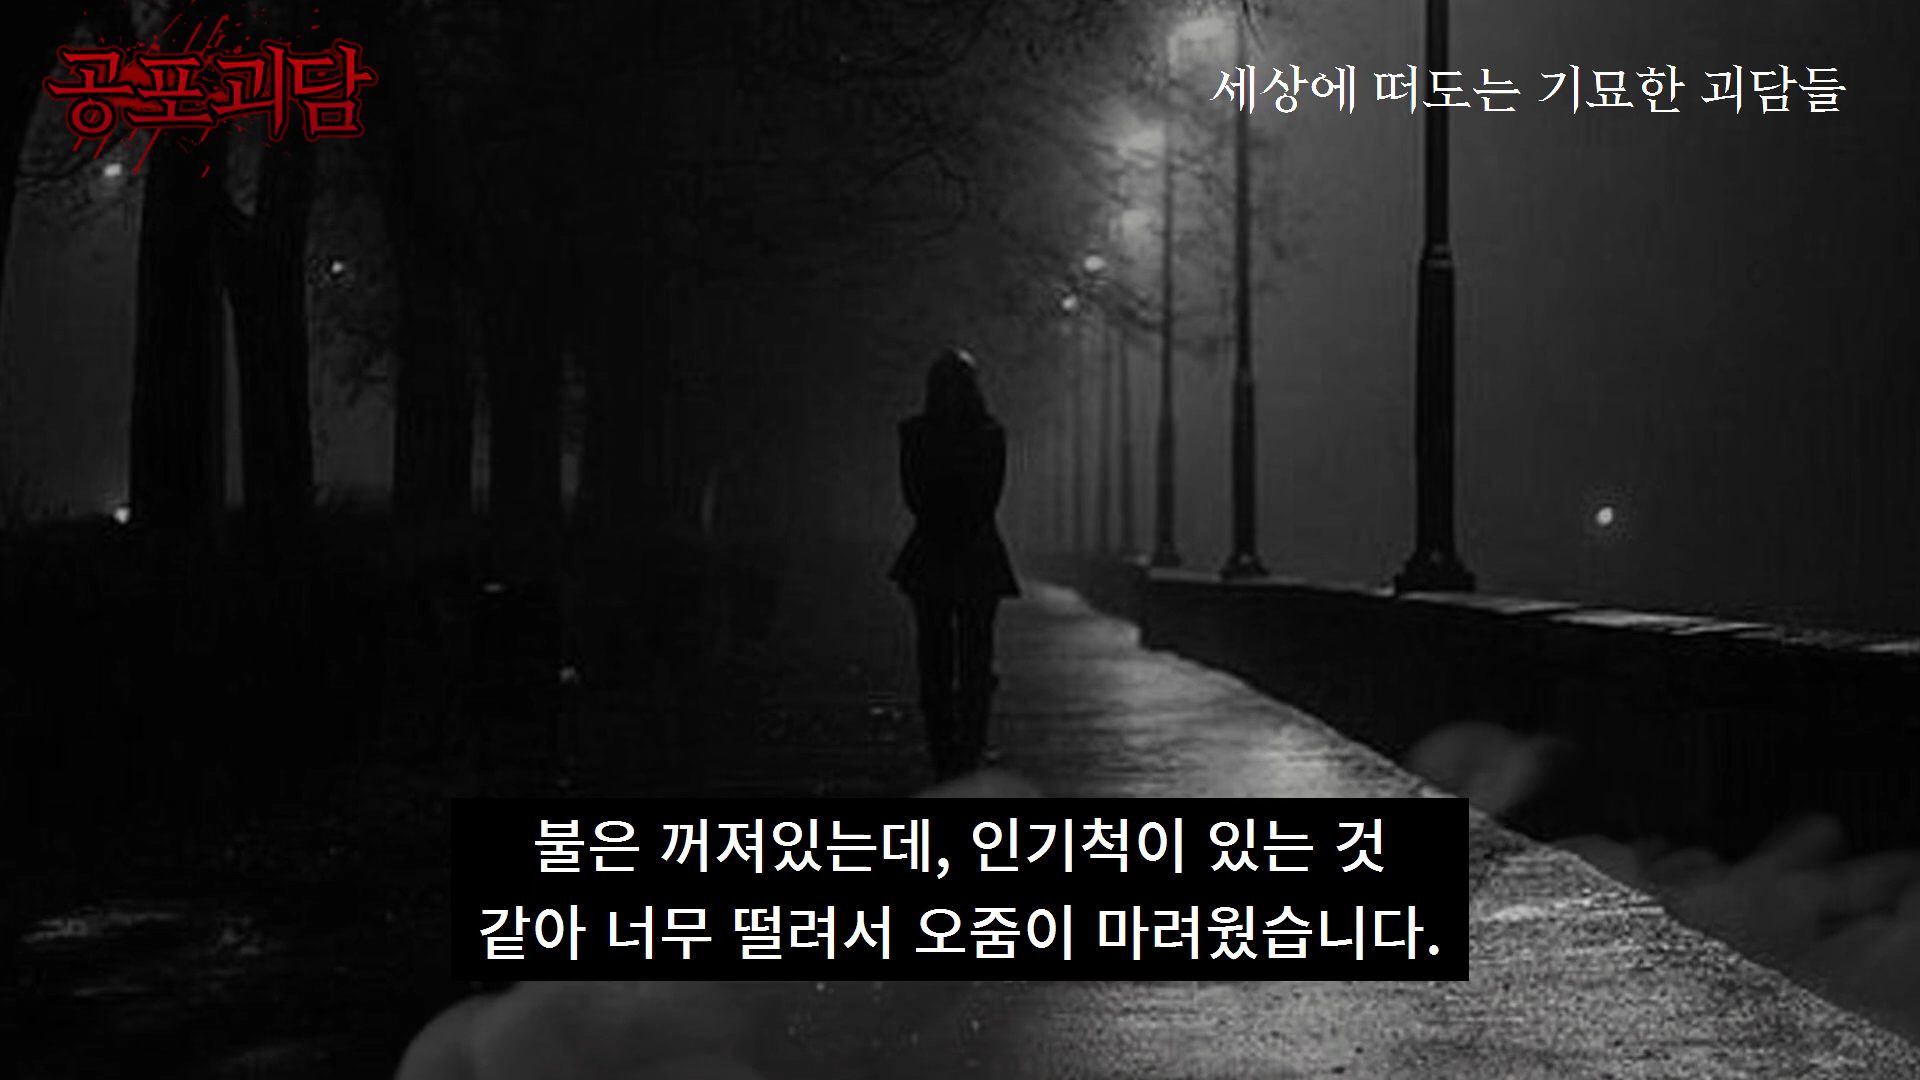 공포괴담
세상에 떠도는 기묘한 괴담들
불은 꺼져있는데, 인기척이 있는 것
같아 너무 떨려서 오줌이 마려웠습니다.